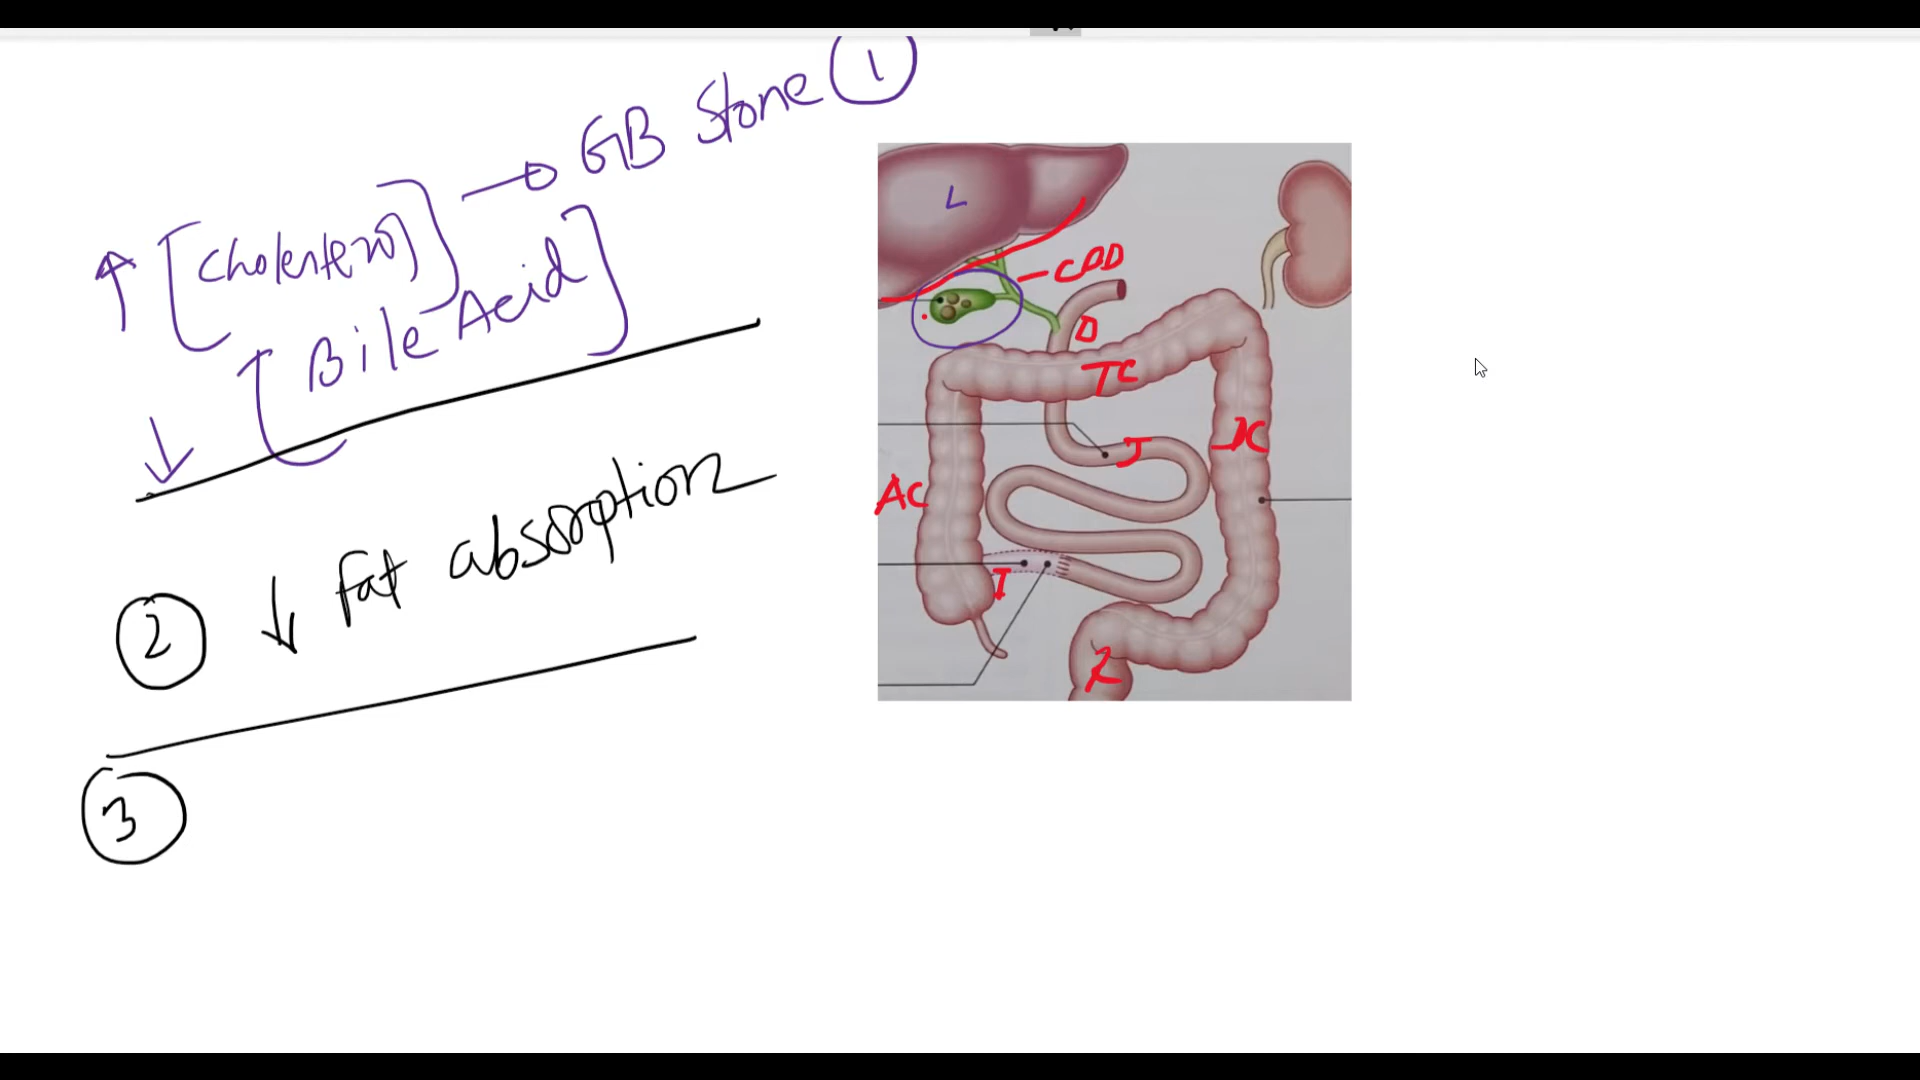 GB Stone ①
↑ [Cholesterol] →
↓ [Bile Acid]
② ↓ fat absorption
③
L
CBD
D
TC
J
DC
AC
I
R